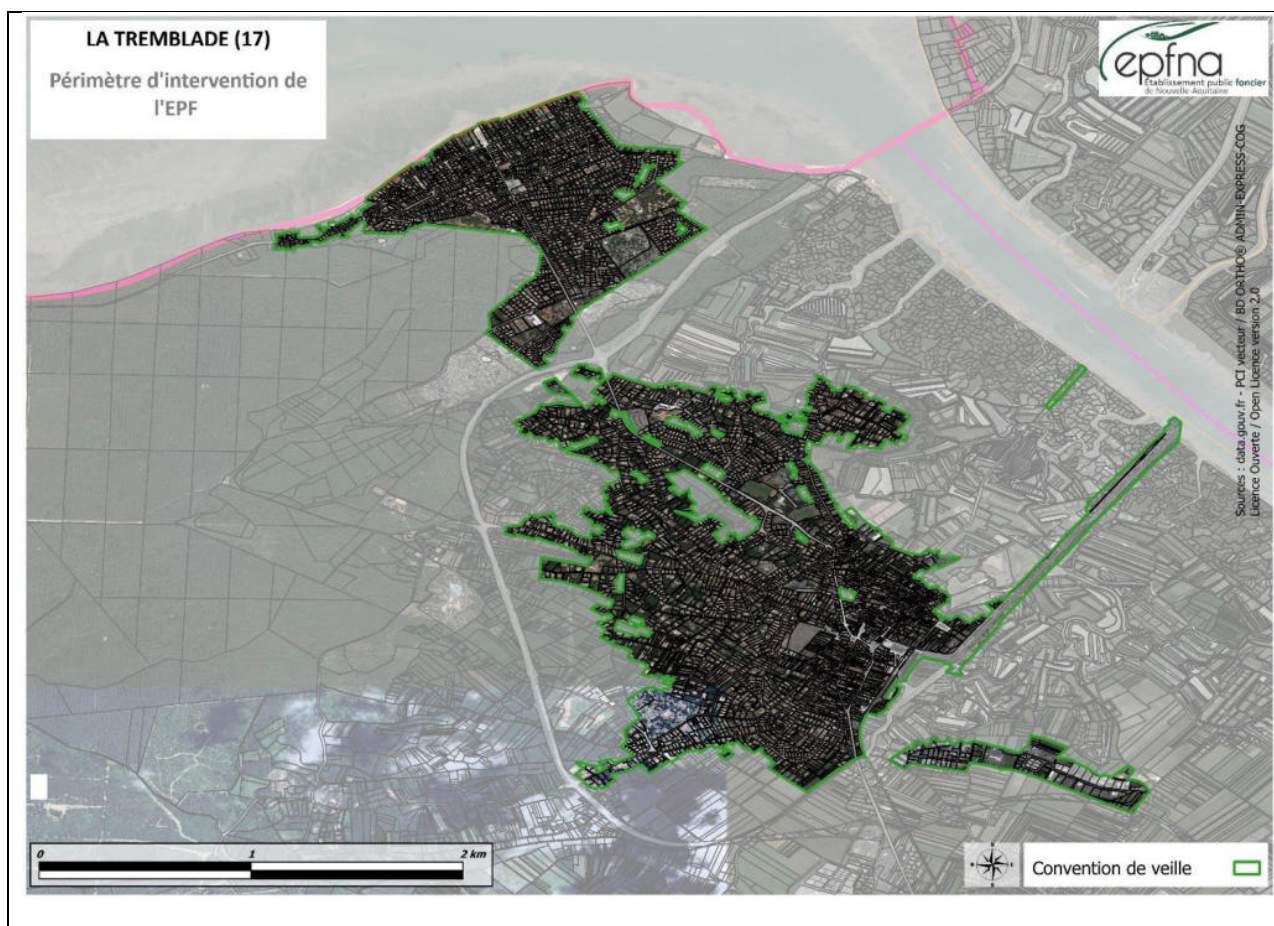 LA TREMBLADE (17)
Périmètre d'intervention de
l'EPF
epfna
Établissement public foncier
de Nouvelle-Aquitaine
Sources : data.gouv.fr - PCI vecteur / BD ORTHO® ADMIN-EXPRESS-COG
Licence Ouverte / Open Licence version 2.0
0 1 2 km
Convention de veille